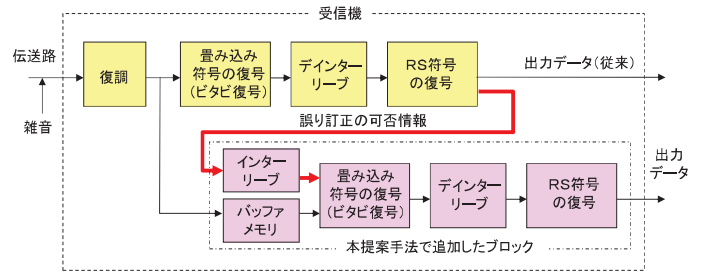 受信機
伝送路
雑音
復調
畳み込み
符号の復号
(ビタビ復号)
デインター
リーブ
RS符号
の復号
出力データ(従来)
誤り訂正の可否情報
インター
リーブ
バッファ
メモリ
畳み込み
符号の復号
(ビタビ復号)
デインター
リーブ
RS符号
の復号
出力
データ
本提案手法で追加したブロック